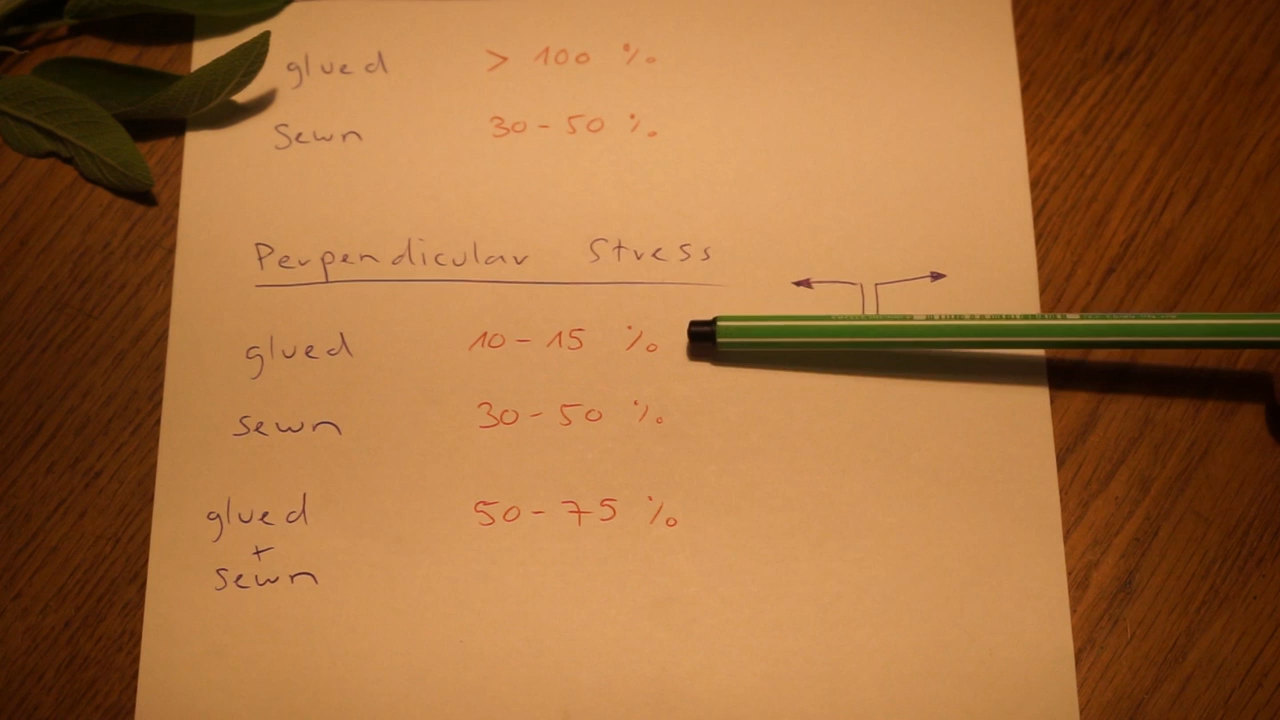 glued > 100 %
sewn 30-50 %
Perpendicular Stress
glued 10-15 %
sewn 30-50 %
glued 50-75 %
+
sewn